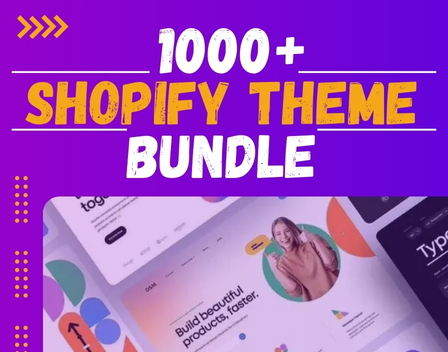 1000+
SHOPIFY THEME
BUNDLE
Build beautiful
products, faster.